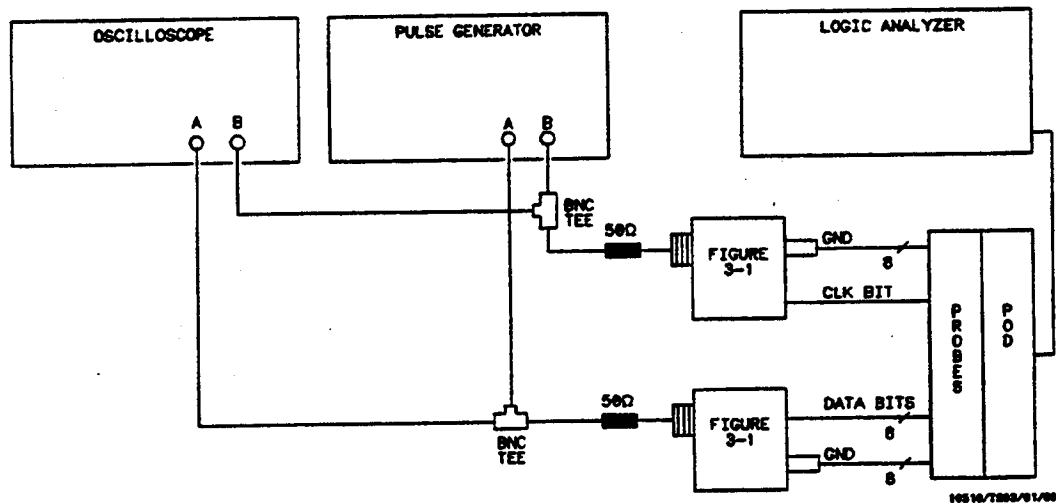 OSCILLOSCOPE
A B
PULSE GENERATOR
A B
LOGIC ANALYZER
BNC
TEE
50Ω
FIGURE
3-1
GND
8
CLK BIT
PROBES
POD
BNC
TEE
50Ω
FIGURE
3-1
DATA BITS
8
GND
8